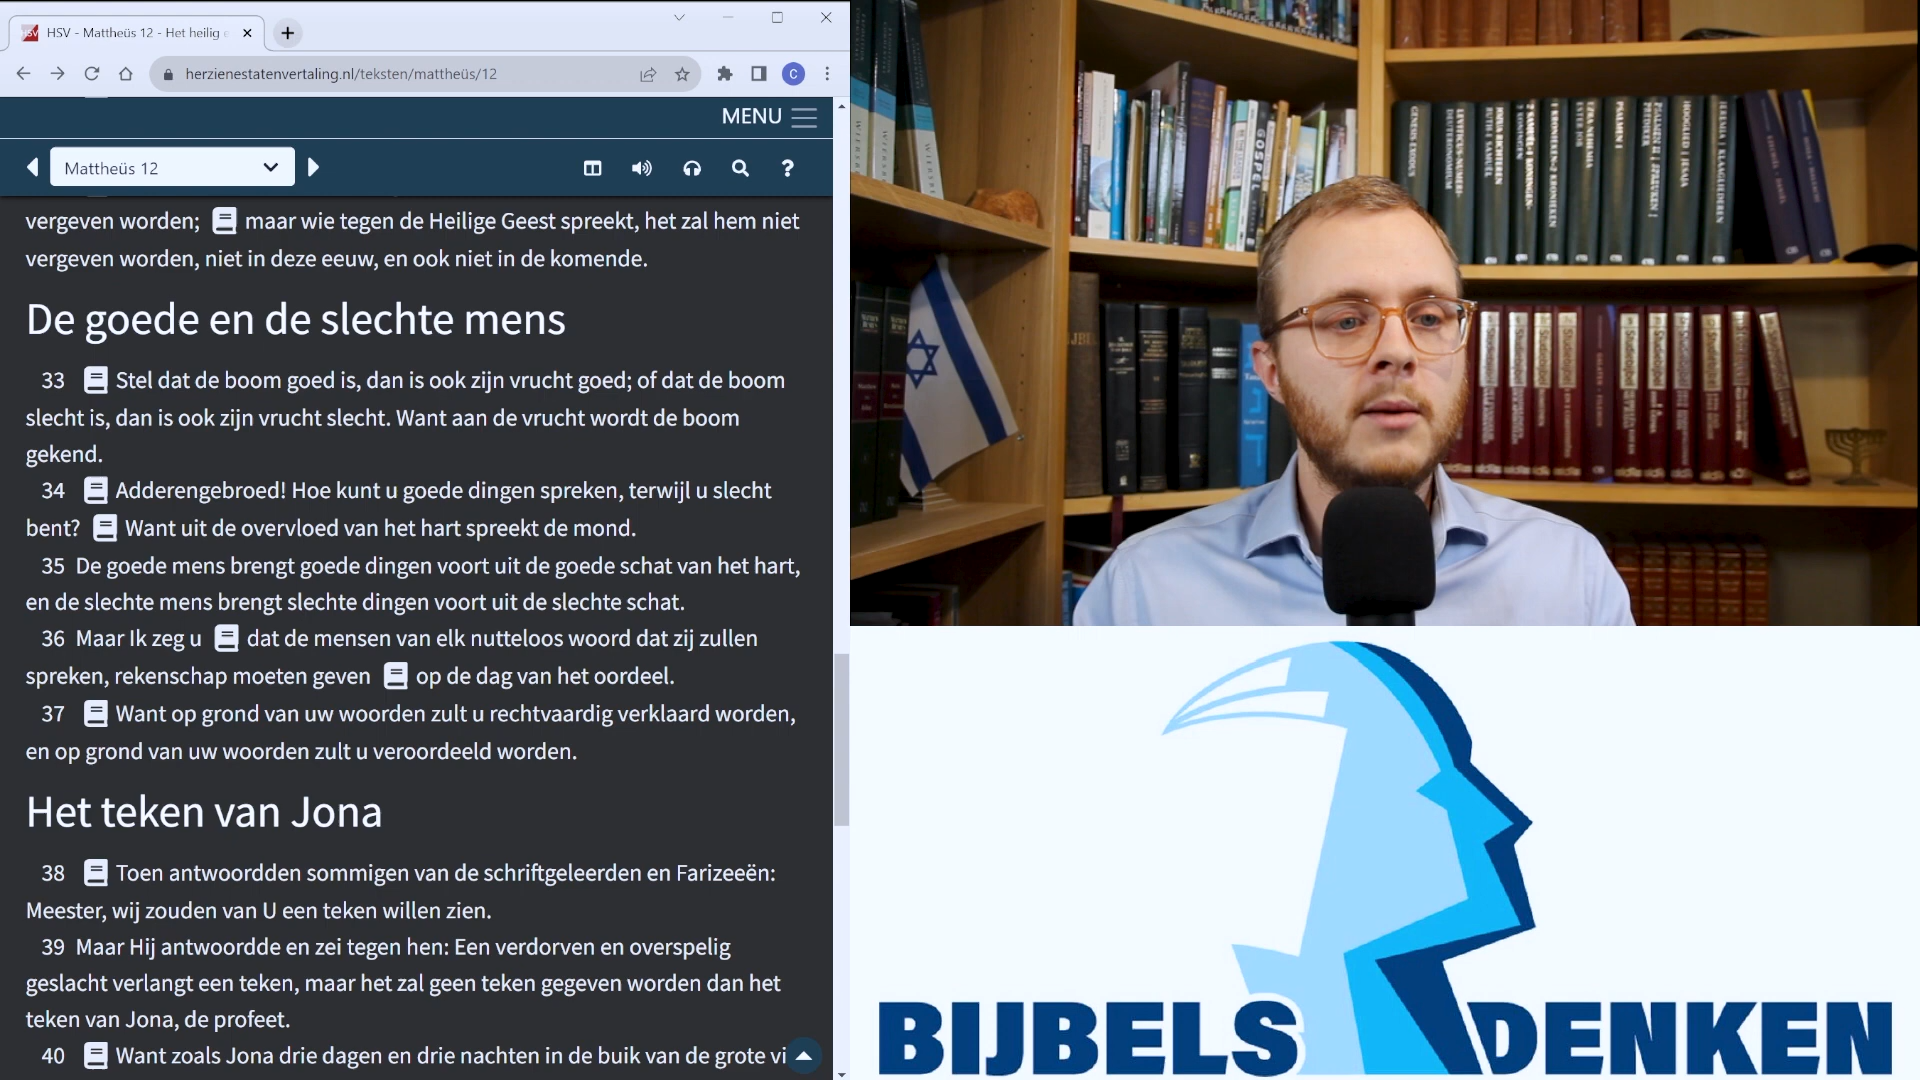 HSV - Mattheüs 12 - Het heilig e
herzienestatenvertaling.nl/teksten/mattheüs/12
C
MENU
Mattheüs 12
vergeven worden; maar wie tegen de Heilige Geest spreekt, het zal hem niet
vergeven worden, niet in deze eeuw, en ook niet in de komende.
De goede en de slechte mens
33 Stel dat de boom goed is, dan is ook zijn vrucht goed; of dat de boom
slecht is, dan is ook zijn vrucht slecht. Want aan de vrucht wordt de boom
gekend.
34 Adderengebroed! Hoe kunt u goede dingen spreken, terwijl u slecht
bent? Want uit de overvloed van het hart spreekt de mond.
35 De goede mens brengt goede dingen voort uit de goede schat van het hart,
en de slechte mens brengt slechte dingen voort uit de slechte schat.
36 Maar Ik zeg u dat de mensen van elk nutteloos woord dat zij zullen
spreken, rekenschap moeten geven op de dag van het oordeel.
37 Want op grond van uw woorden zult u rechtvaardig verklaard worden,
en op grond van uw woorden zult u veroordeeld worden.
Het teken van Jona
38 Toen antwoordden sommigen van de schriftgeleerden en Farizeeën:
Meester, wij zouden van U een teken willen zien.
39 Maar Hij antwoordde en zei tegen hen: Een verdorven en overspelig
geslacht verlangt een teken, maar het zal geen teken gegeven worden dan het
teken van Jona, de profeet.
40 Want zoals Jona drie dagen en drie nachten in de buik van de grote vi
GOSPEL
BIJBELS DENKEN